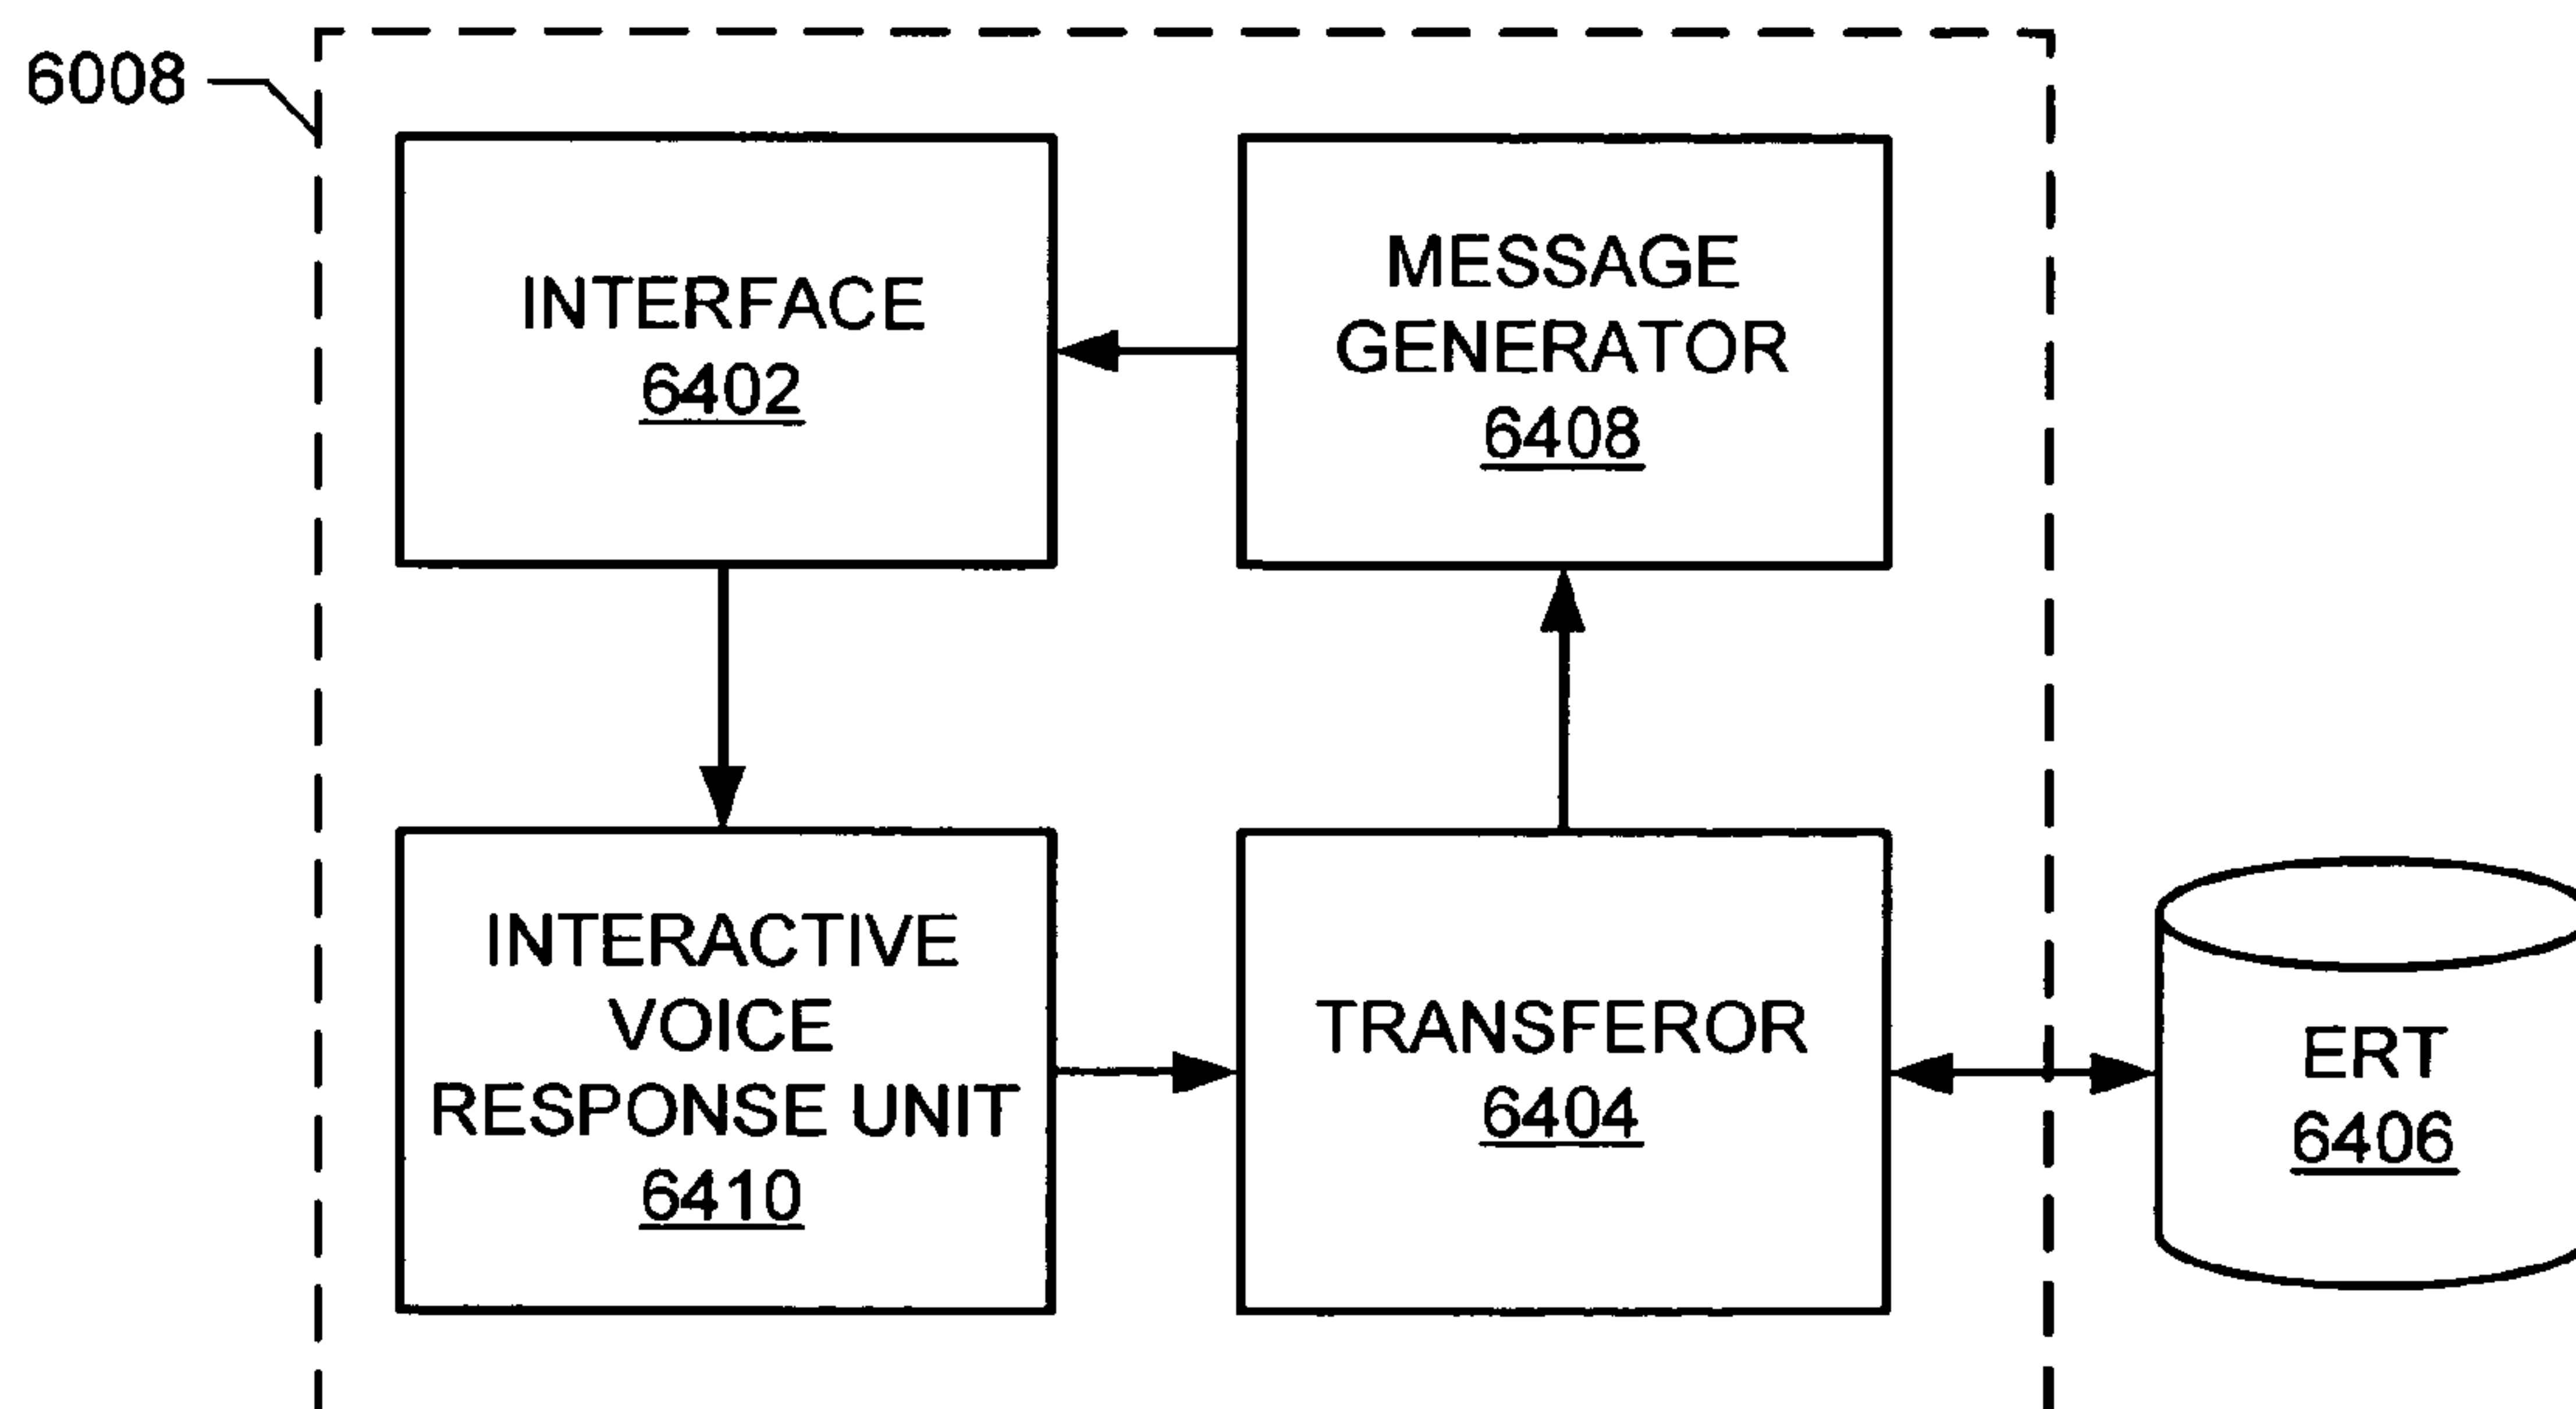 6008
INTERFACE
6402
MESSAGE
GENERATOR
6408
INTERACTIVE
VOICE
RESPONSE UNIT
6410
TRANSFEROR
6404
ERT
6406